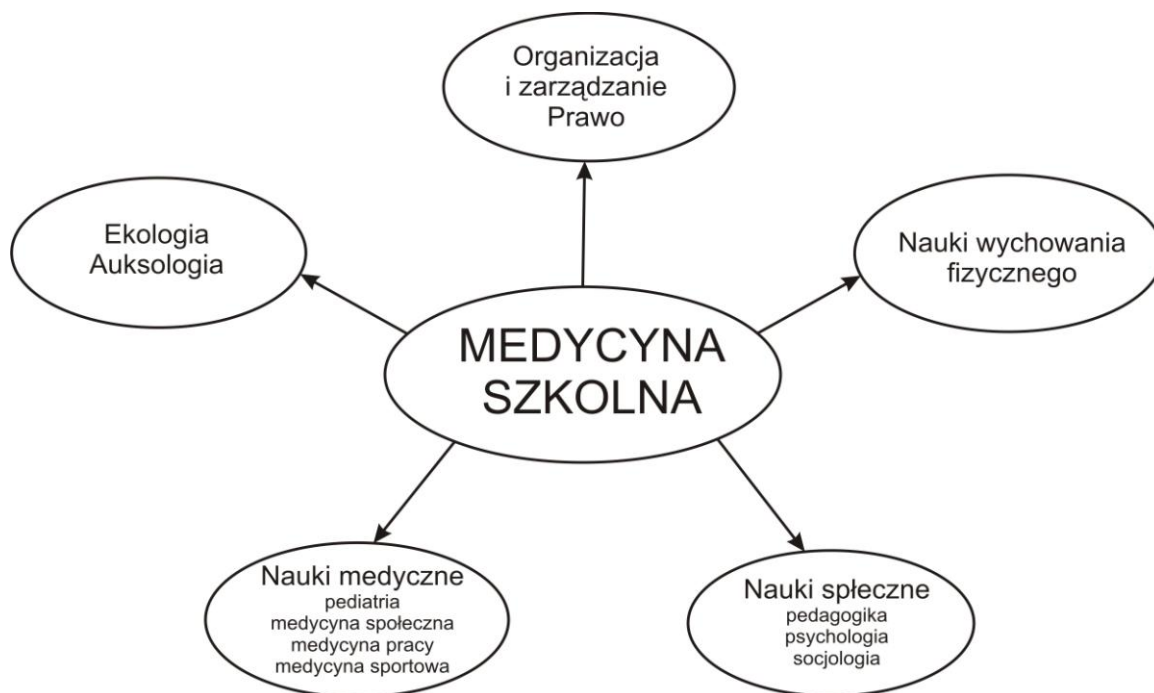 Organizacja
i zarządzanie
Prawo
Ekologia
Auksologia
Nauki wychowania
fizycznego
MEDYCYNA
SZKOLNA
Nauki medyczne
pediatria
medycyna społeczna
medycyna pracy
medycyna sportowa
Nauki spłeczne
pedagogika
psychologia
socjologia